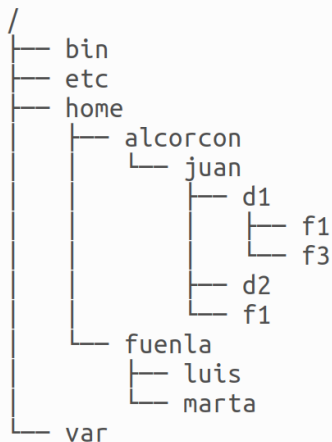 /
├── bin
├── etc
├── home
│   ├── alcorcon
│   │   └── juan
│   │       ├── d1
│   │       │   ├── f1
│   │       │   └── f3
│   │       ├── d2
│   │       └── f1
│   └── fuenla
│       ├── luis
│       └── marta
└── var